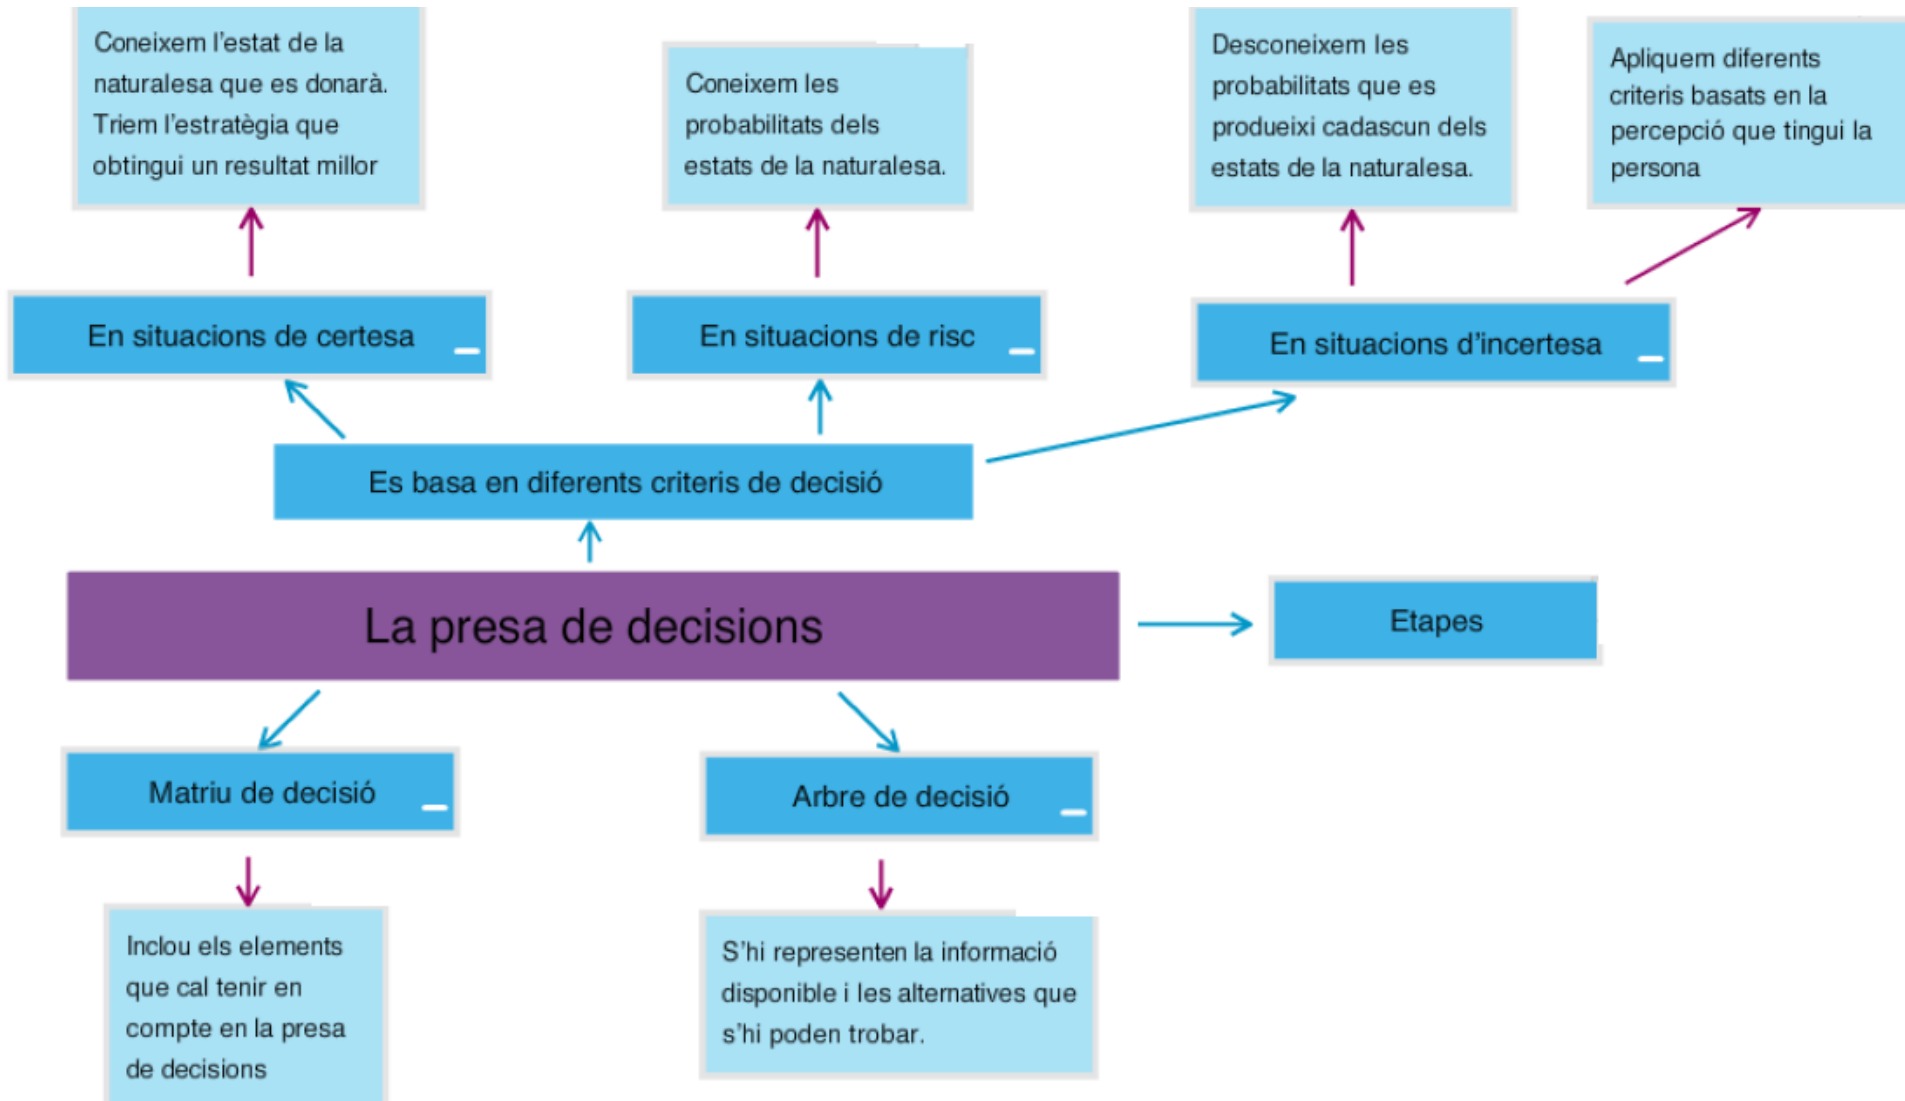 Coneixem l'estat de la
naturalesa que es donarà.
Triem l'estratègia que
obtingui un resultat millor
Coneixem les
probabilitats dels
estats de la naturalesa.
Desconeixem les
probabilitats que es
produeixi cadascun dels
estats de la naturalesa.
Apliquem diferents
criteris basats en la
percepció que tingui la
persona
En situacions de certesa
En situacions de risc
En situacions d'incertesa
Es basa en diferents criteris de decisió
La presa de decisions
Etapes
Matriu de decisió
Arbre de decisió
Inclou els elements
que cal tenir en
compte en la presa
de decisions
S'hi representen la informació
disponible i les alternatives que
s'hi poden trobar.